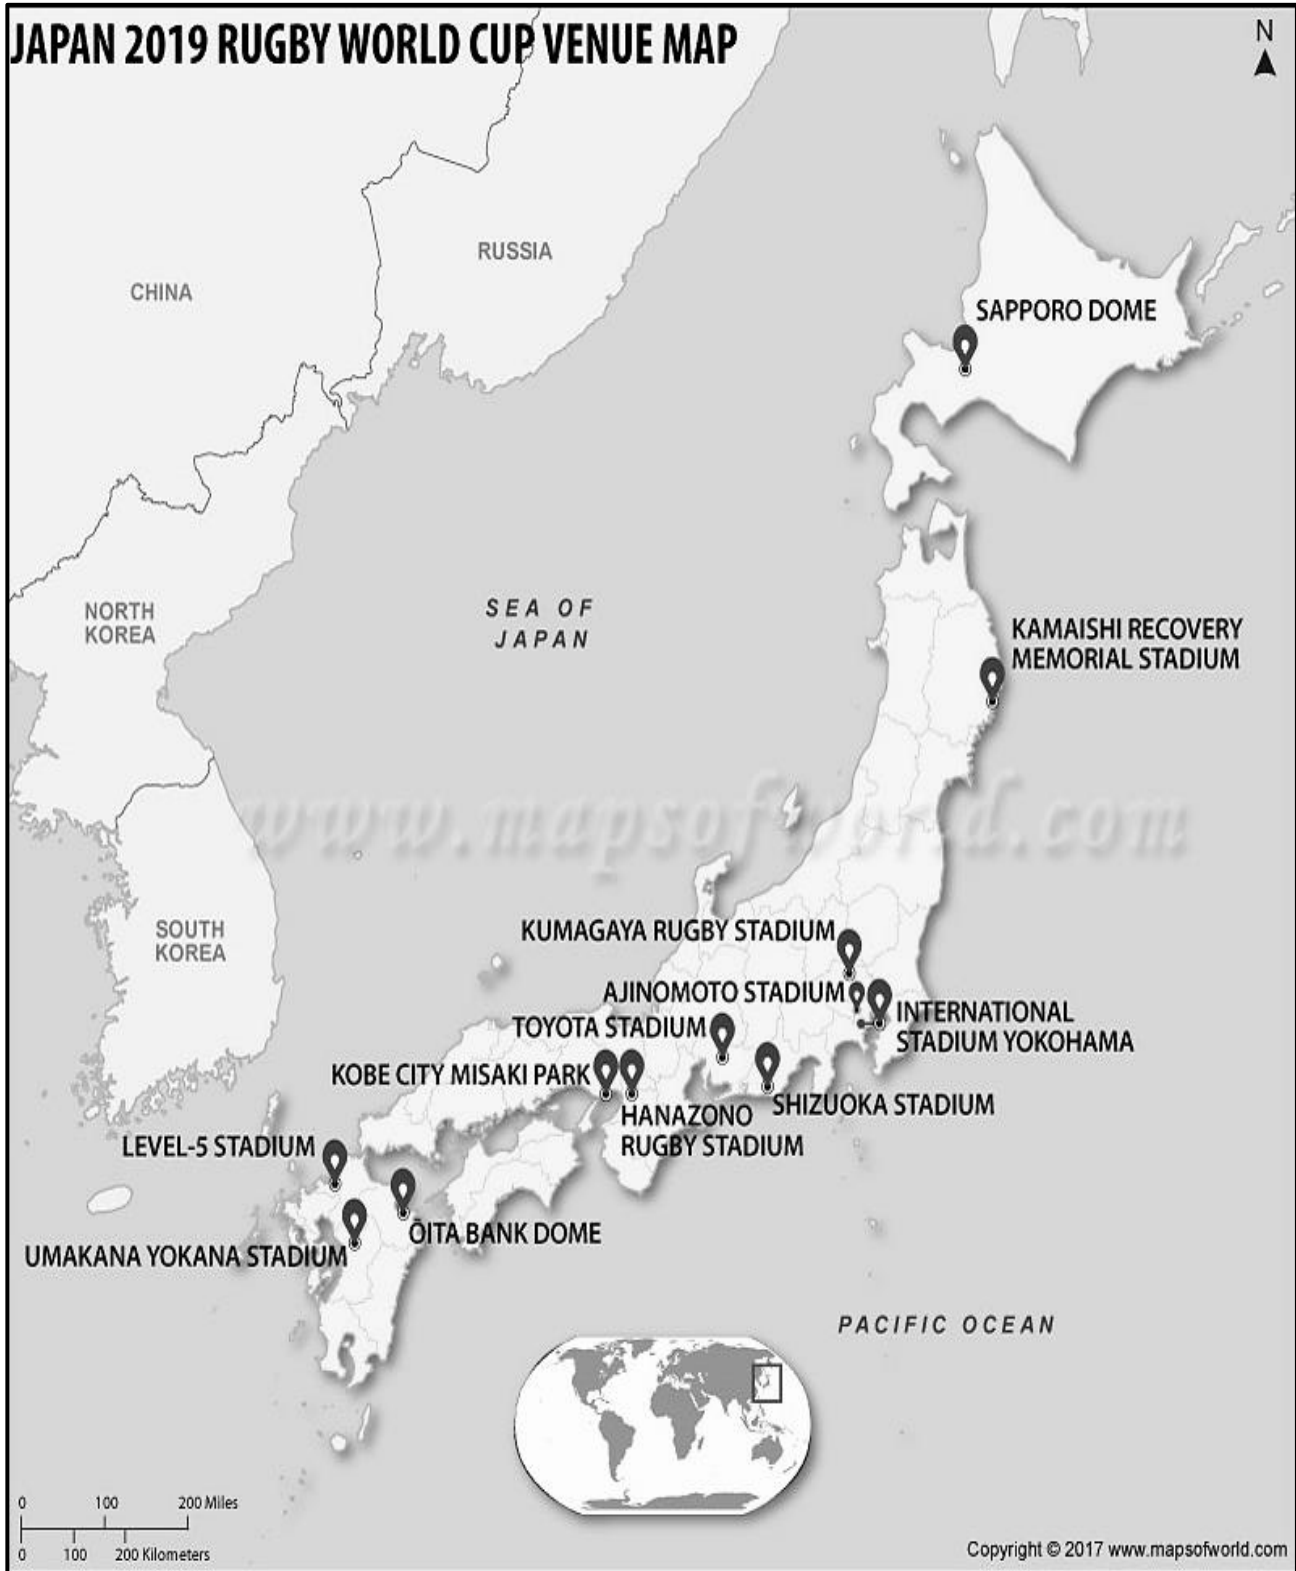 JAPAN 2019 RUGBY WORLD CUP VENUE MAP
N
RUSSIA
CHINA
SAPPORO DOME
NORTH
KOREA
SEA OF
JAPAN
KAMAISHI RECOVERY
MEMORIAL STADIUM
www.mapsofworld.com
SOUTH
KOREA
KUMAGAYA RUGBY STADIUM
AJINOMOTO STADIUM
INTERNATIONAL
STADIUM YOKOHAMA
TOYOTA STADIUM
KOBE CITY MISAKI PARK
HANAZONO
RUGBY STADIUM
SHIZUOKA STADIUM
LEVEL-5 STADIUM
ŌITA BANK DOME
UMAKANA YOKANA STADIUM
PACIFIC OCEAN
0 100 200 Miles
0 100 200 Kilometers
Copyright © 2017 www.mapsofworld.com